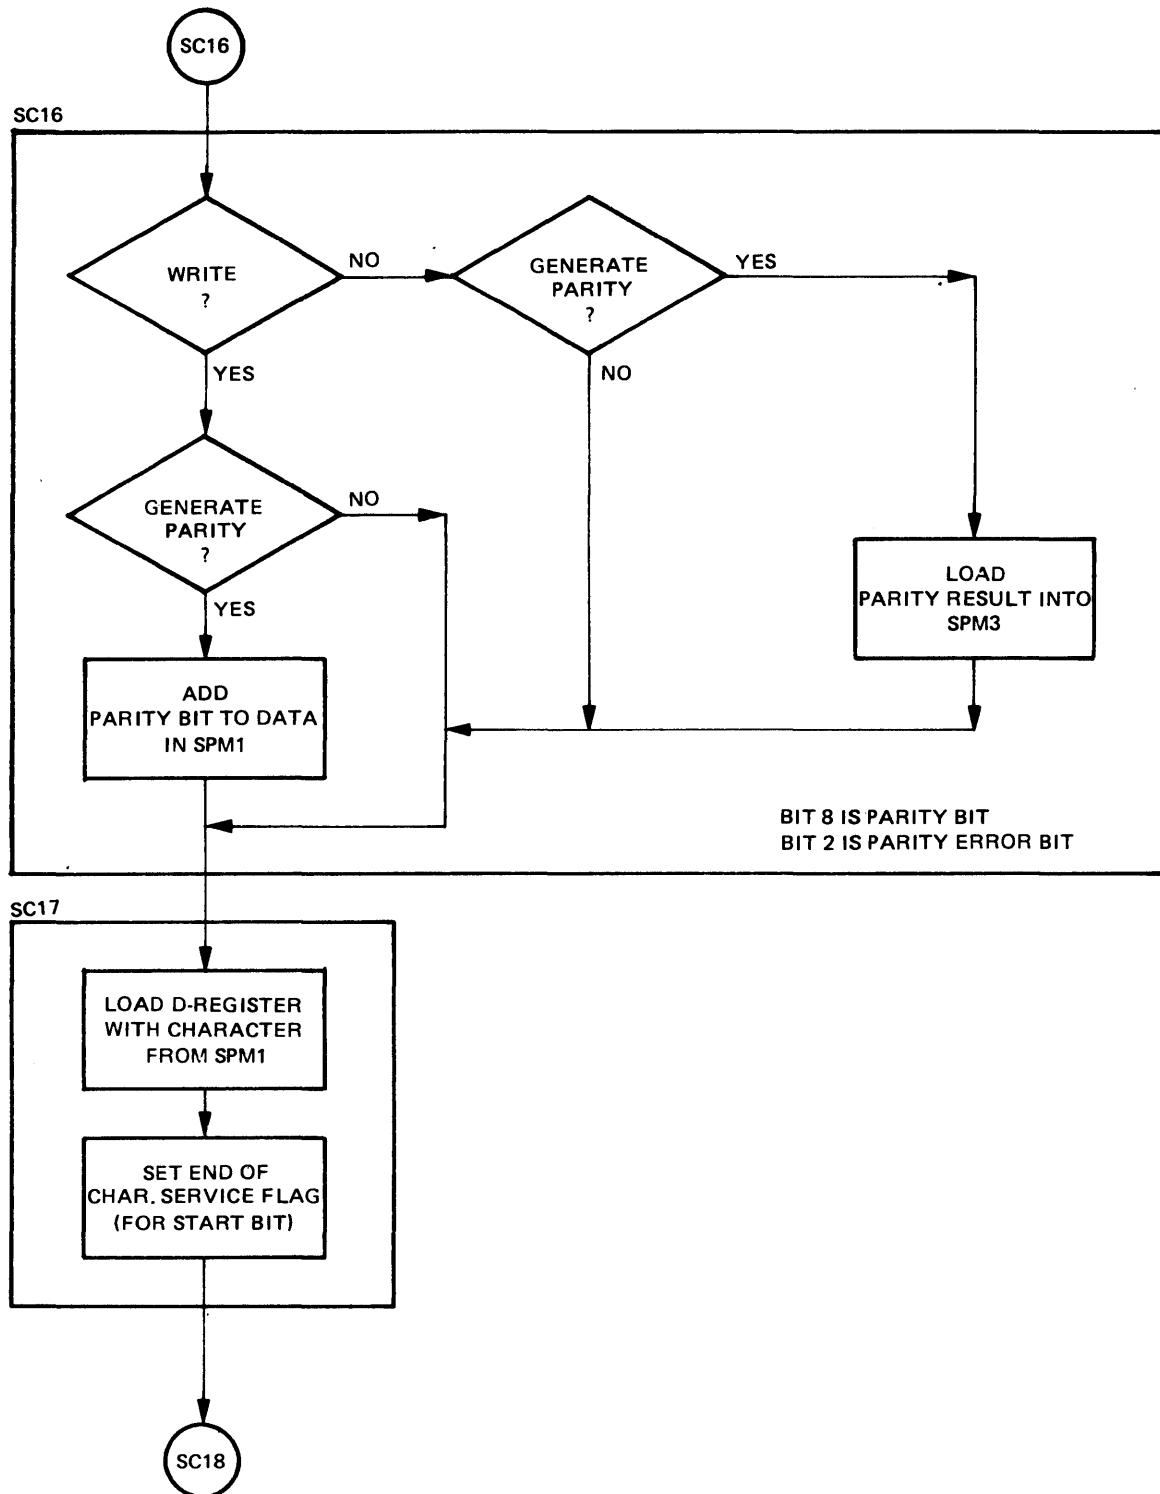 SC16
SC16
WRITE
?
NO
GENERATE
PARITY
?
YES
YES
NO
GENERATE
PARITY
?
NO
YES
LOAD
PARITY RESULT INTO
SPM3
ADD
PARITY BIT TO DATA
IN SPM1
BIT 8 IS PARITY BIT
BIT 2 IS PARITY ERROR BIT
SC17
LOAD D-REGISTER
WITH CHARACTER
FROM SPM1
SET END OF
CHAR. SERVICE FLAG
(FOR START BIT)
SC18